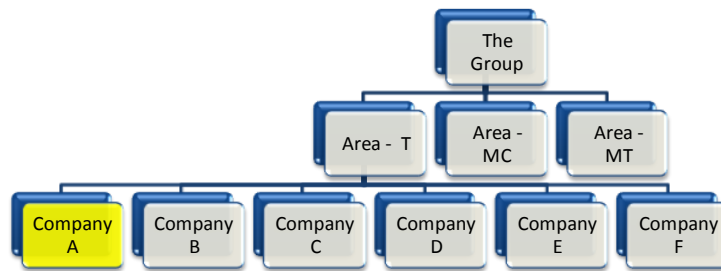 The
Group
Area - T
Area -
MC
Area -
MT
Company
A
Company
B
Company
C
Company
D
Company
E
Company
F